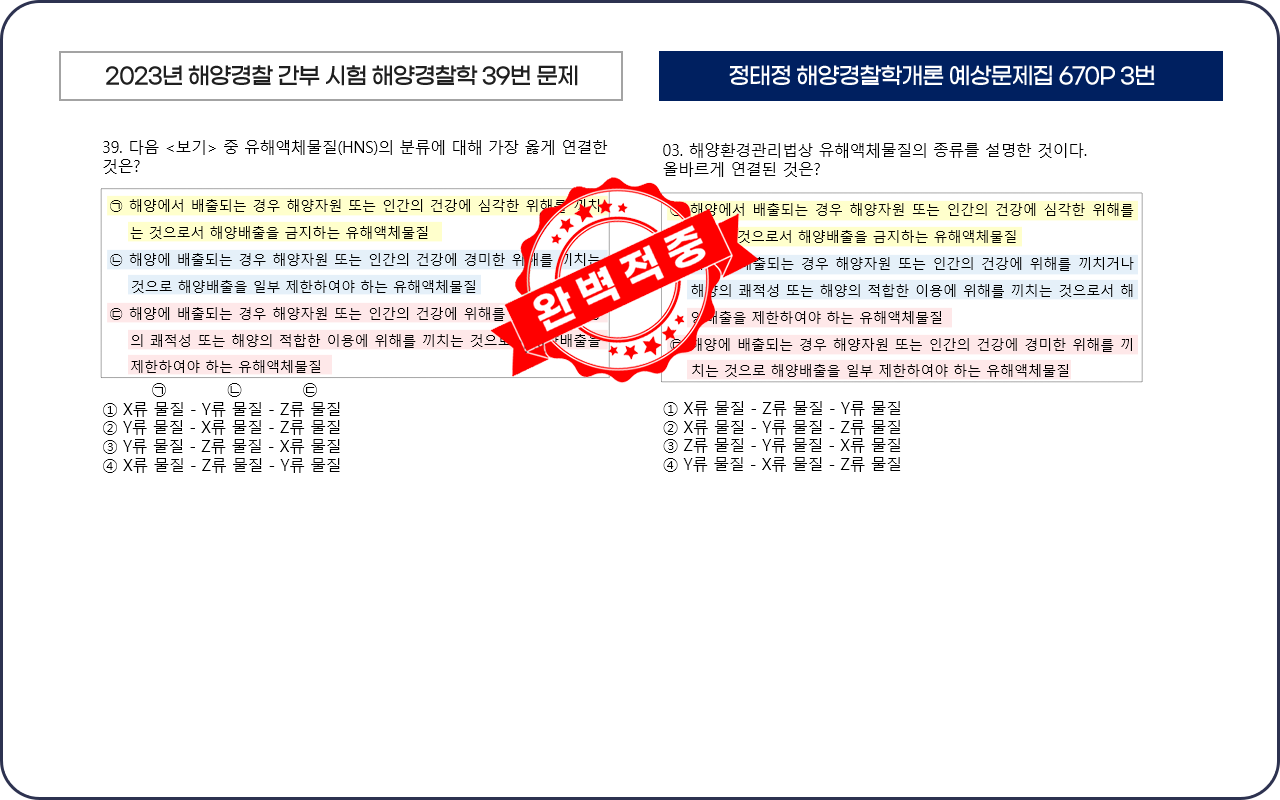 2023년 해양경찰 간부 시험 해양경찰학 39번 문제
39. 다음 <보기> 중 유해액체물질(HNS)의 분류에 대해 가장 옳게 연결한
것은?
㉠ 해양에서 배출되는 경우 해양자원 또는 인간의 건강에 심각한 위해를 끼치
는 것으로서 해양배출을 금지하는 유해액체물질
㉡ 해양에 배출되는 경우 해양자원 또는 인간의 건강에 경미한 위해를 끼치는
것으로 해양배출을 일부 제한하여야 하는 유해액체물질
㉢ 해양에 배출되는 경우 해양자원 또는 인간의 건강에 위해를
의 쾌적성 또는 해양의 적합한 이용에 위해를 끼치는 것으로 배출을
제한하여야 하는 유해액체물질
㉠ ㉡ ㉢
① X류 물질 - Y류 물질 - Z류 물질
② Y류 물질 - X류 물질 - Z류 물질
③ Y류 물질 - Z류 물질 - X류 물질
④ X류 물질 - Z류 물질 - Y류 물질
완벽적중
정태정 해양경찰학개론 예상문제집 670P 3번
03. 해양환경관리법상 유해액체물질의 종류를 설명한 것이다.
올바르게 연결된 것은?
해양에서 배출되는 경우 해양자원 또는 인간의 건강에 심각한 위해를
것으로서 해양배출을 금지하는 유해액체물질
배출되는 경우 해양자원 또는 인간의 건강에 위해를 끼치거나
해양의 쾌적성 또는 해양의 적합한 이용에 위해를 끼치는 것으로서 해
양배출을 제한하여야 하는 유해액체물질
㉢ 해양에 배출되는 경우 해양자원 또는 인간의 건강에 경미한 위해를 끼
치는 것으로 해양배출을 일부 제한하여야 하는 유해액체물질
① X류 물질 - Z류 물질 - Y류 물질
② X류 물질 - Y류 물질 - Z류 물질
③ Z류 물질 - Y류 물질 - X류 물질
④ Y류 물질 - X류 물질 - Z류 물질